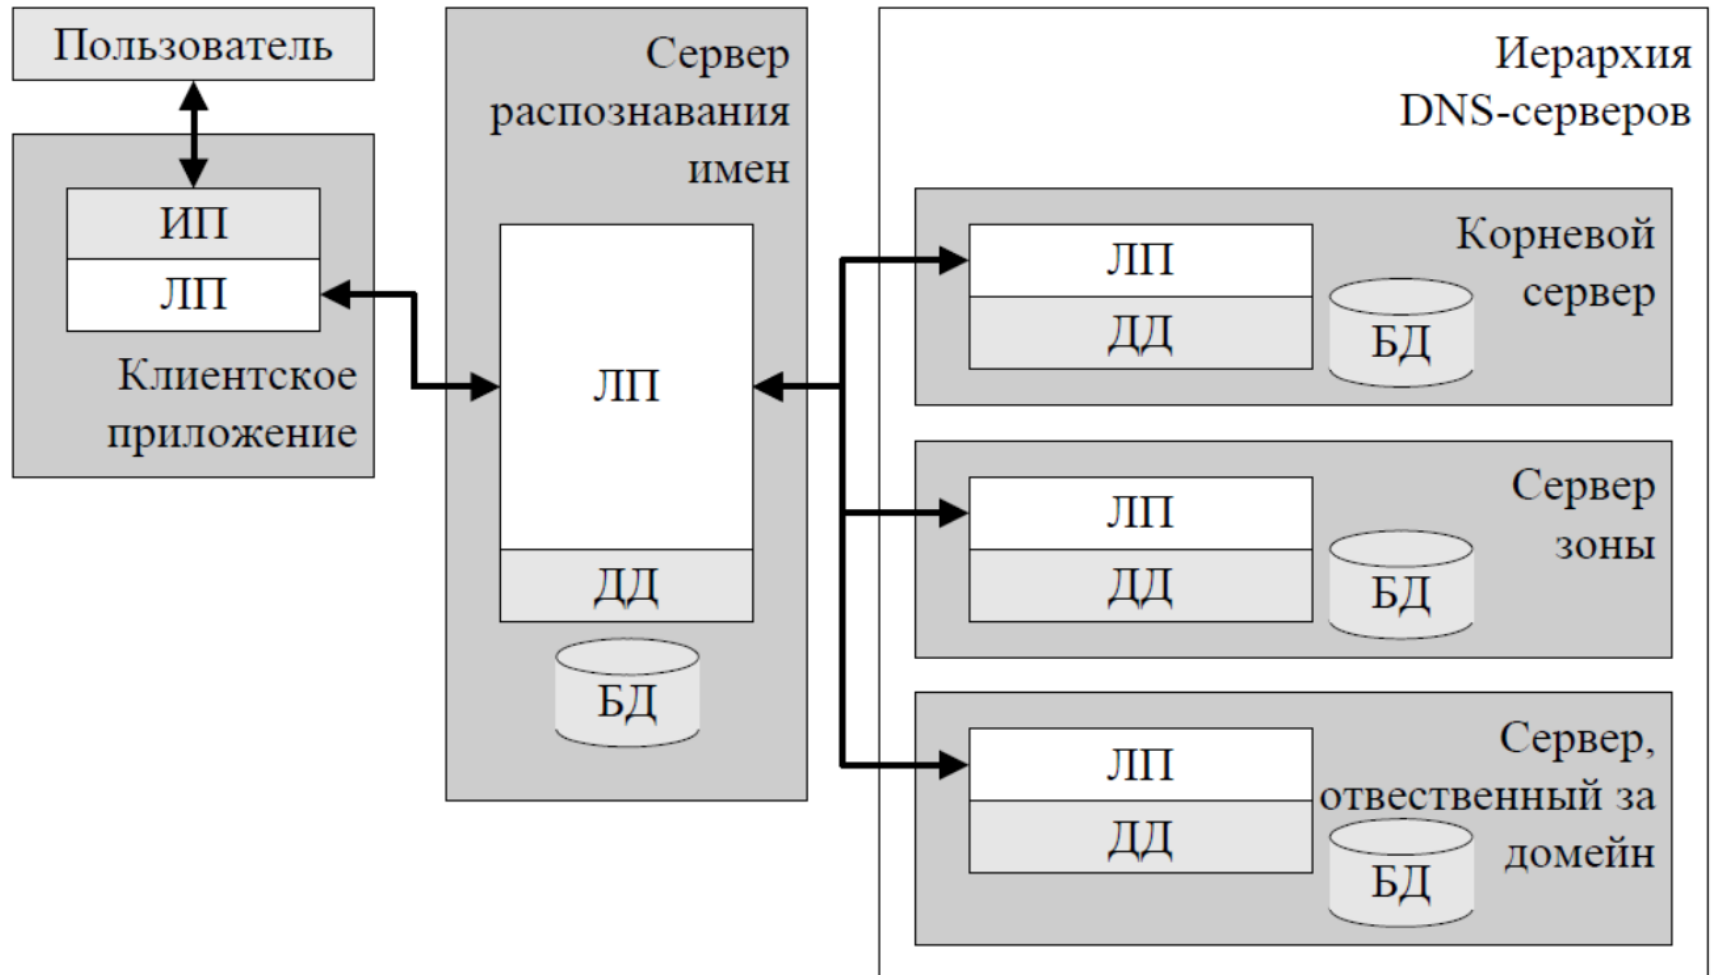 Пользователь
ИП
ЛП
Клиентское
приложение
Сервер
распознавания
имен
ЛП
ДД
БД
Иерархия
DNS-серверов
Корневой
сервер
ЛП
ДД
БД
Сервер
зоны
ЛП
ДД
БД
Сервер,
отвественный за
домейн
ЛП
ДД
БД